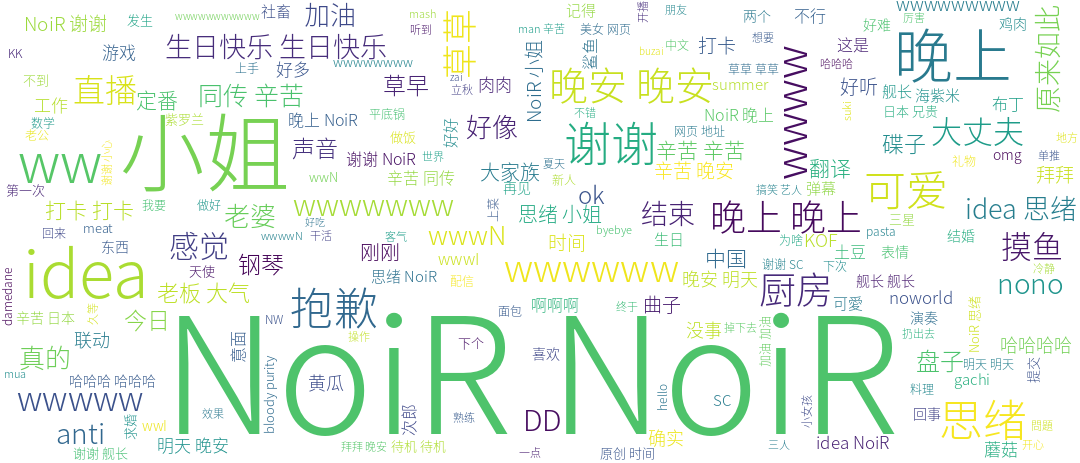 KK
NoiR 谢谢
发生
wwwwwwwwwww
社畜
加油
mash
听到
man 辛苦
美女 网页
开播
朋友
记得
两个
不行
wwwwwwwww
厉害
鸡肉
游戏
生日快乐 生日快乐
草草
NoiR 小姐
鲨鱼
buzai
中文
打卡
想要
这是
好难
晚上
原来如此
上手
好多
wwwwwwww
zai
立秋
草草 草草
哈哈哈
不到
直播
定番
同传 辛苦
草早
肉肉
晚安 晚安
summer
wwwwwww
好听
舰长
海紫米
工作
数学
老公
紫罗兰
晚上 NoiR
平底锅
不错
NoiR 晚上
日本 兄贵
布丁
ww
小姐
做饭
好好
好像
谢谢
网页 地址
大丈夫
地方
声音
谢谢 NoiR
世界
大家族
夏天
辛苦 辛苦
辛苦 晚安
翻译
碟子
omg
第一次
wwN
辛苦 同传
再见
新人
ok
搞笑 艺人
弹幕
可爱
礼物
单推
拜拜
打卡 打卡
我要
做好
老婆
wwwwwwww
上菜
思绪 小姐
结束
晚上 晚上
三星
idea 思绪
回来
meat
好吃
干活
wwwwN
客气
wwwN
byebye
时间
生日
为啥
KOF
pasta
结婚
摸鱼
东西
感觉
天使
钢琴
刚刚
wwwl
中国
谢谢 SC
土豆
表情
idea
思绪 NoiR
配信
wwwwwww
晚安 明天
下次
舰长 舰长
冷静
nono
damedane
老板 大气
抱歉
面包
啊啊啊
终于
曲子
厨房
可愛
noworld
辛苦 日本
今日
NW
操作
没事
掉下去
加油 加油
演奏
扔出去
NoiR 思绪
哈哈哈哈
联动
意面
NoiR NoiR
真的
下个
喜欢
盘子
明天 明天
提交
mua
哈哈哈 哈哈哈
黄瓜
gachi
wwwww
bloody purity
hello
SC
料理
效果
次郎
熟练
DD
小女孩
回事
思绪
問題
anti
求婚
wwl
确实
谢谢 舰长
明天 晚安
拜拜 晚安
待机 待机
一点
原创 时间
三人
idea NoiR
蘑菇
开心